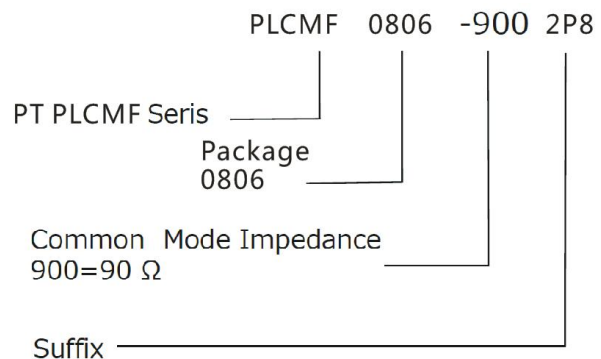 PLCMF 0806 -900 2P8
PT PLCMF Seris
Package
0806
Common Mode Impedance
900=90 Ω
Suffix